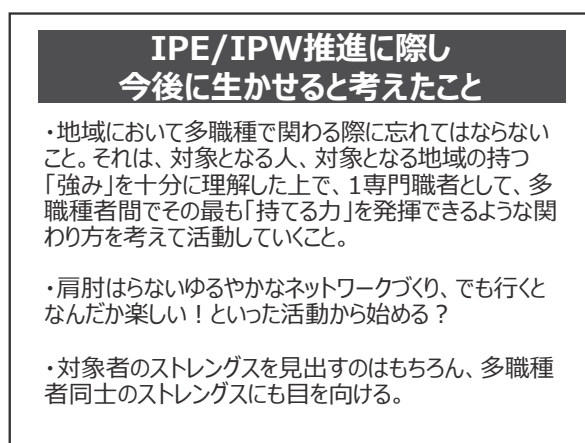 IPE/IPW推進に際し
今後に生かせると考えたこと
・地域において多職種で関わる際に忘れてはならない
こと。それは、対象となる人、対象となる地域の持つ
「強み」を十分に理解した上で、1専門職者として、多
職種者間でその最も「持てる力」を発揮できるような関
わり方を考えて活動していくこと。
・肩肘はらないゆるやかなネットワークづくり、でも行くと
なんだか楽しい！といった活動から始める？
・対象者のストレングスを見出すのはもちろん、多職種
者同士のストレングスにも目を向ける。